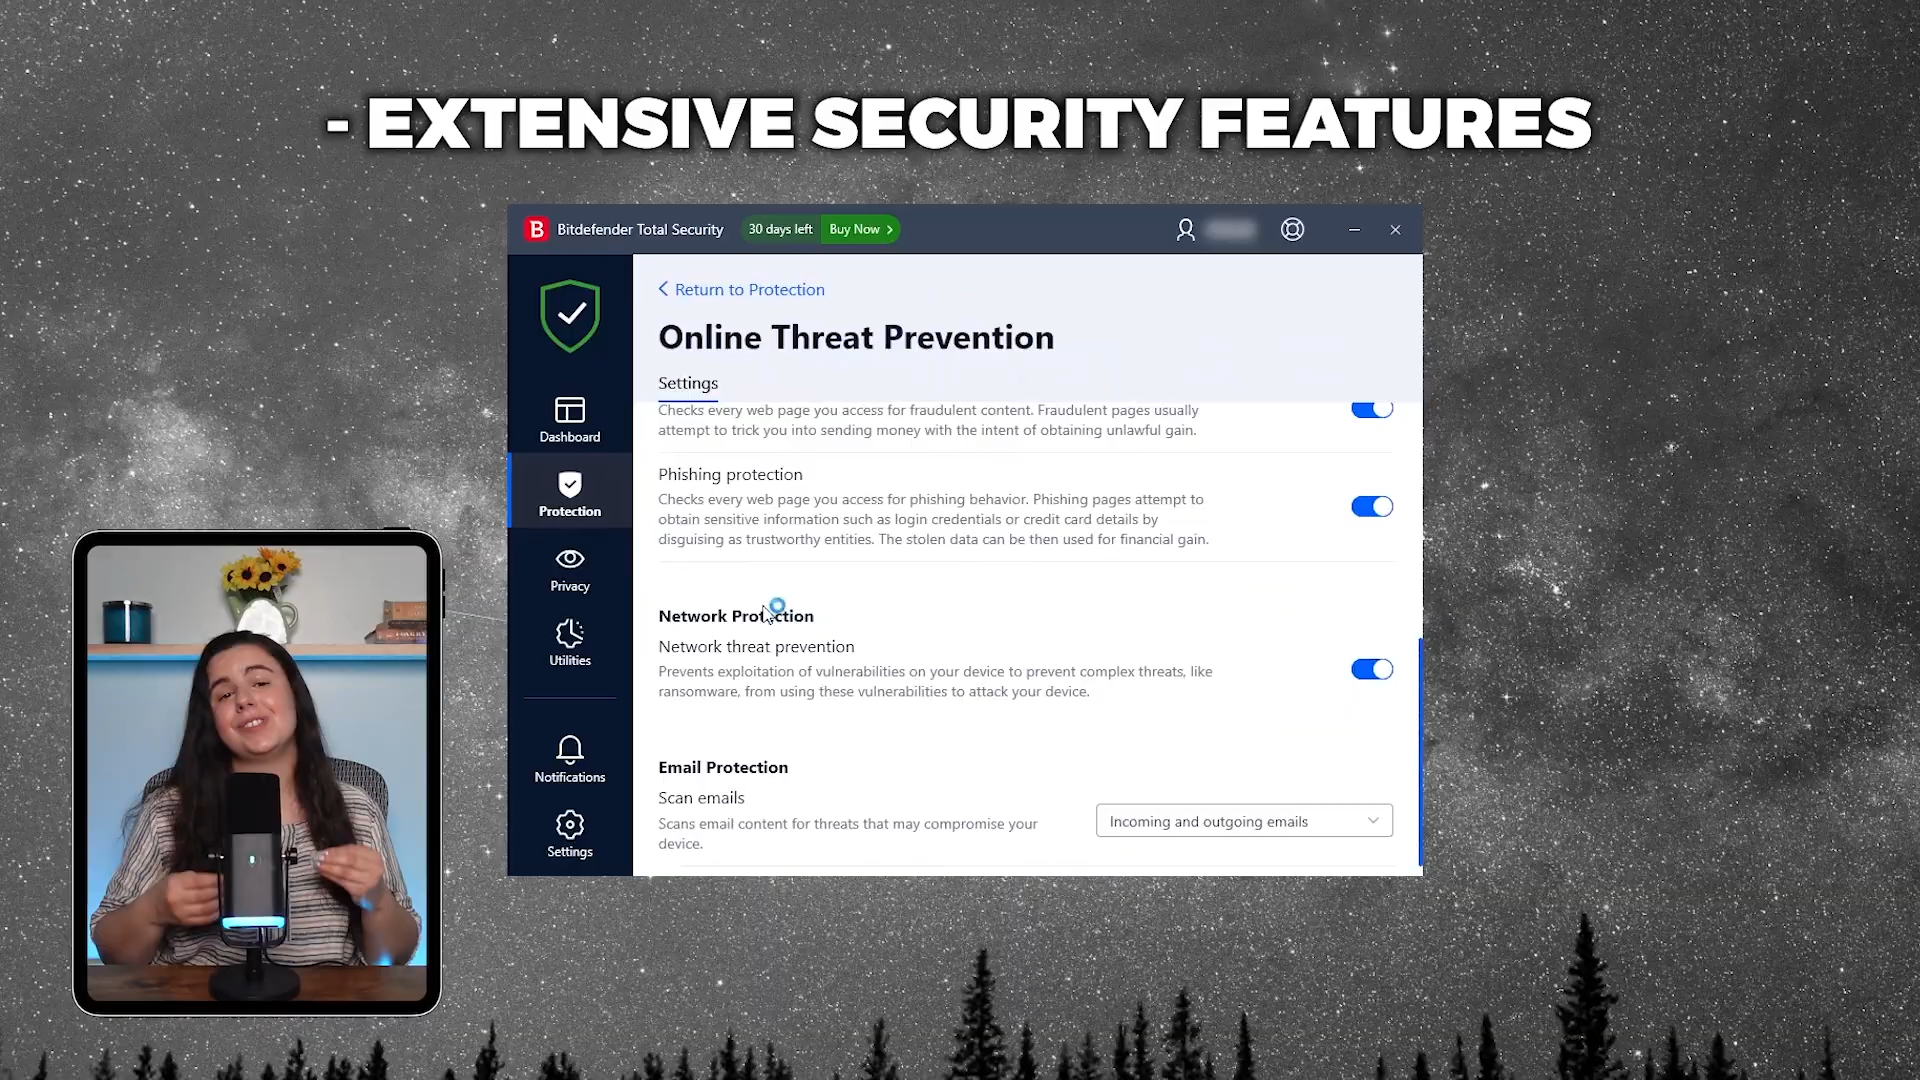 - EXTENSIVE SECURITY FEATURES
B Bitdefender Total Security 30 days left Buy Now
Return to Protection
Online Threat Prevention
Settings
Checks every web page you access for fraudulent content. Fraudulent pages usually
attempt to trick you into sending money with the intent of obtaining unlawful gain.
Phishing protection
Checks every web page you access for phishing behavior. Phishing pages attempt to
obtain sensitive information such as login credentials or credit card details by
disguising as trustworthy entities. The stolen data can be then used for financial gain.
Network Protection
Network threat prevention
Prevents exploitation of vulnerabilities on your device to prevent complex threats, like
ransomware, from using these vulnerabilities to attack your device.
Email Protection
Scan emails
Scans email content for threats that may compromise your
device.
Incoming and outgoing emails
Dashboard
Protection
Privacy
Utilities
Notifications
Settings